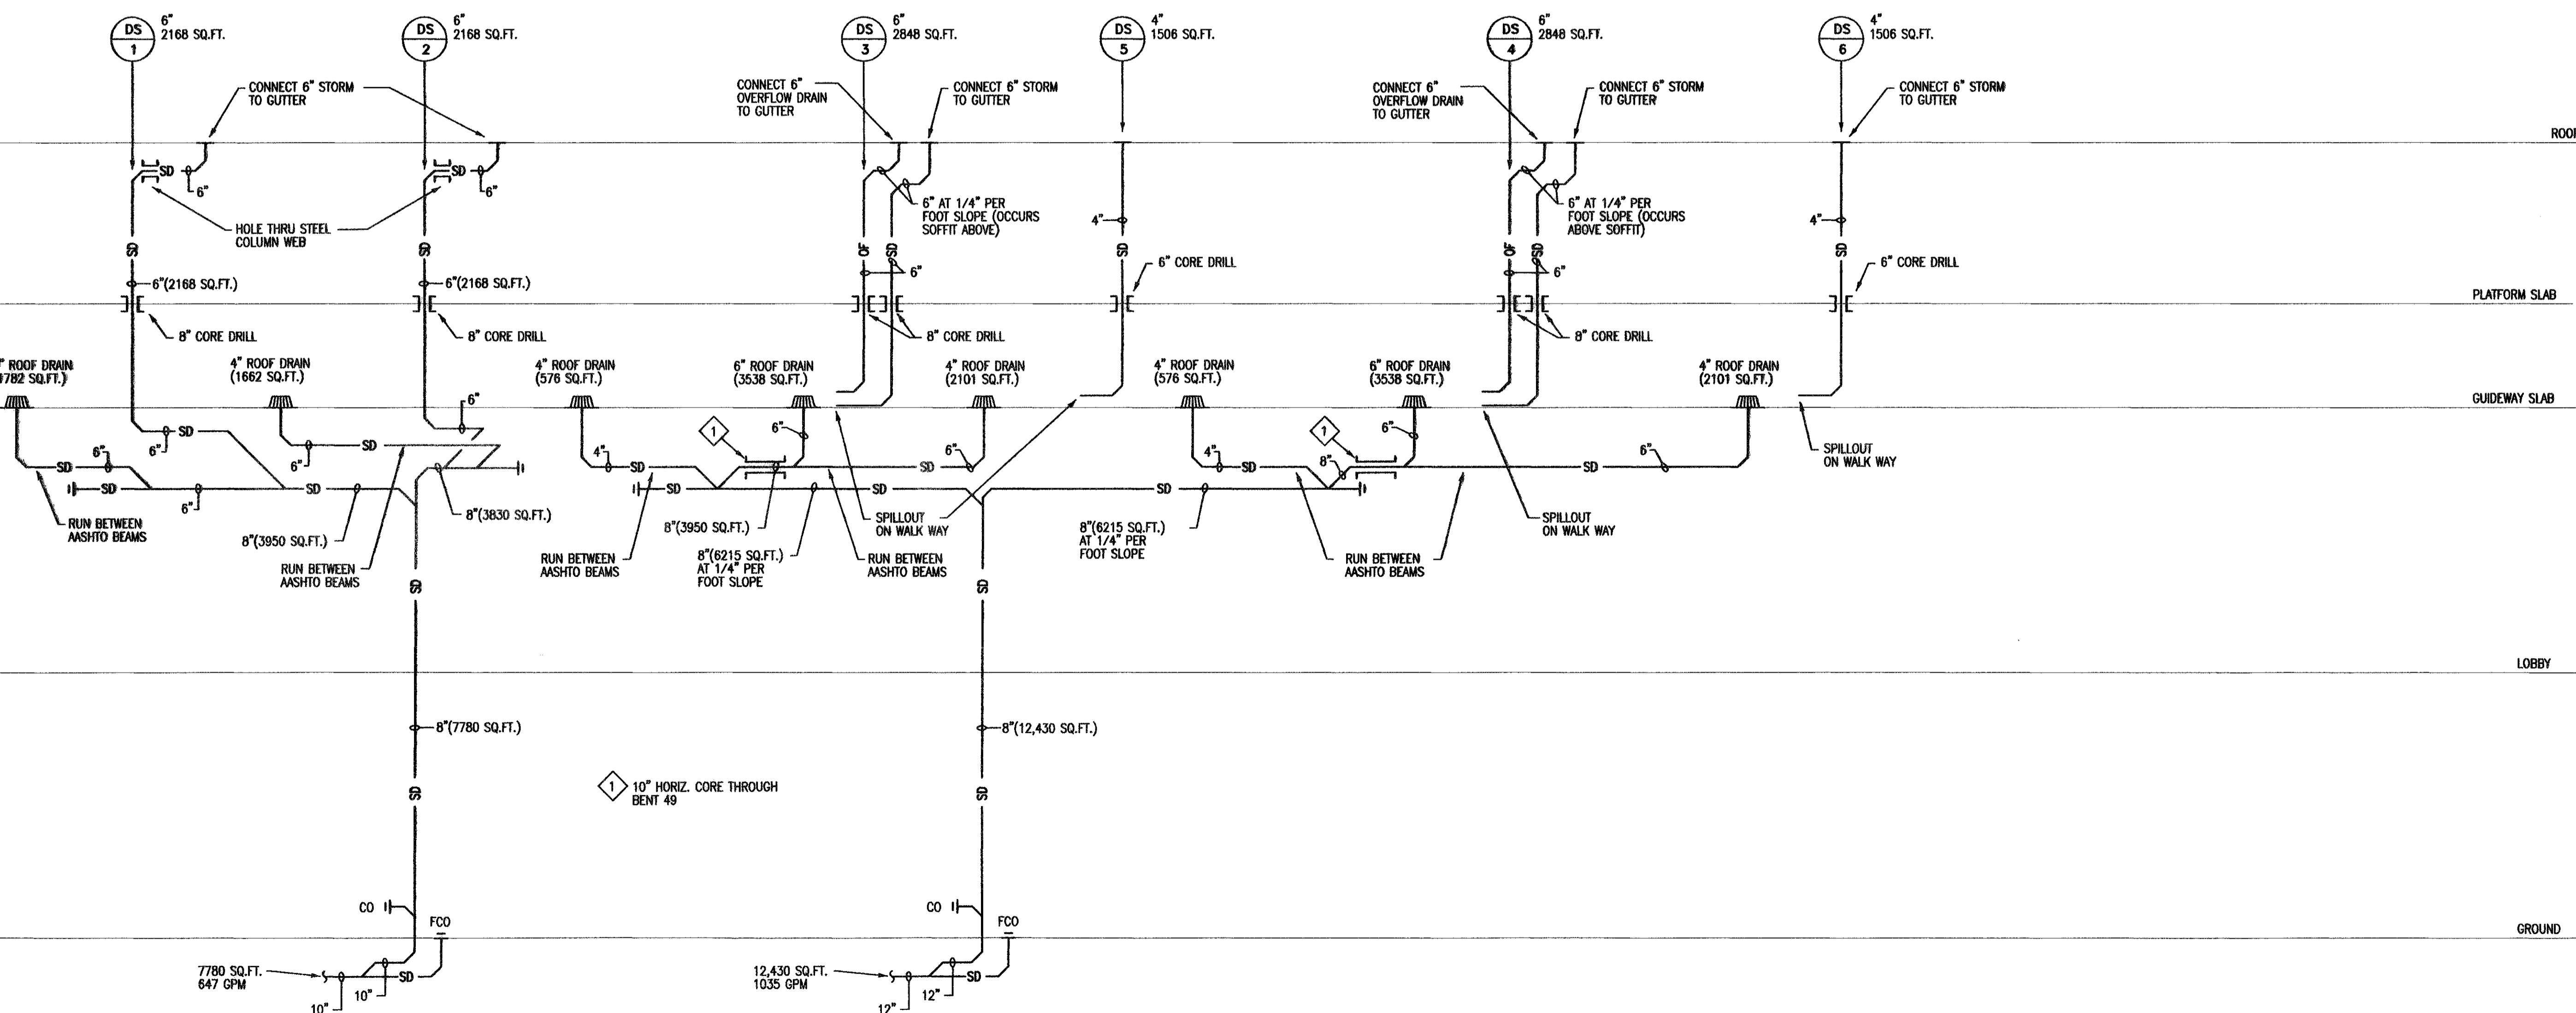 DS
1
6"
2168 SQ.FT.
DS
2
6"
2168 SQ.FT.
DS
3
6"
2848 SQ.FT.
DS
5
4"
1506 SQ.FT.
DS
4
6"
2848 SQ.FT.
DS
6
4"
1506 SQ.FT.
CONNECT 6" STORM
TO GUTTER
CONNECT 6"
OVERFLOW DRAIN
TO GUTTER
CONNECT 6" STORM
TO GUTTER
CONNECT 6"
OVERFLOW DRAIN
TO GUTTER
CONNECT 6" STORM
TO GUTTER
CONNECT 6" STORM
TO GUTTER
SD
6"
SD
6"
HOLE THRU STEEL
COLUMN WEB
6" AT 1/4" PER
FOOT SLOPE (OCCURS
SOFFIT ABOVE)
6" AT 1/4" PER
FOOT SLOPE (OCCURS
ABOVE SOFFIT)
4"
4"
SD
SD
OF
SD
SD
OF
SD
SD
6"(2168 SQ.FT.)
6"(2168 SQ.FT.)
6"
6" CORE DRILL
6"
6" CORE DRILL
PLATFORM SLAB
8" CORE DRILL
8" CORE DRILL
8" CORE DRILL
8" CORE DRILL
" ROOF DRAIN
1782 SQ.FT.)
4" ROOF DRAIN
(1662 SQ.FT.)
4" ROOF DRAIN
(576 SQ.FT.)
6" ROOF DRAIN
(3538 SQ.FT.)
4" ROOF DRAIN
(2101 SQ.FT.)
4" ROOF DRAIN
(576 SQ.FT.)
6" ROOF DRAIN
(3538 SQ.FT.)
4" ROOF DRAIN
(2101 SQ.FT.)
6"
GUIDEWAY SLAB
SD
6"
SD
6"
1
6"
1
6"
SPILLOUT
ON WALK WAY
SD
6"
4"
SD
SD
6"
4"
SD
8"
SD
6"
SD
6"
SD
SD
SD
SD
RUN BETWEEN
AASHTO BEAMS
8"(3950 SQ.FT.)
8"(3830 SQ.FT.)
RUN BETWEEN
AASHTO BEAMS
RUN BETWEEN
AASHTO BEAMS
8"(3950 SQ.FT.)
8"(6215 SQ.FT.)
AT 1/4" PER
FOOT SLOPE
SPILLOUT
ON WALK WAY
RUN BETWEEN
AASHTO BEAMS
8"(6215 SQ.FT.)
AT 1/4" PER
FOOT SLOPE
RUN BETWEEN
AASHTO BEAMS
SPILLOUT
ON WALK WAY
SD
SD
LOBBY
8"(7780 SQ.FT.)
8"(12,430 SQ.FT.)
SD
SD
1
10" HORIZ. CORE THROUGH
BENT 49
CO
FCO
CO
FCO
GROUND
7780 SQ.FT.
647 GPM
SD
10"
10"
12,430 SQ.FT.
1035 GPM
SD
12"
12"